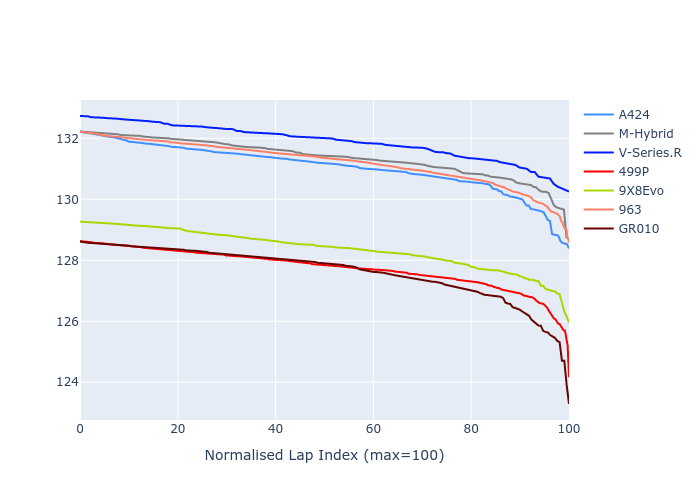 132
130
128
126
124
0
20
40
60
80
100
Normalised Lap Index (max=100)
A424
M-Hybrid
V-Series.R
499P
9X8Evo
963
GR010